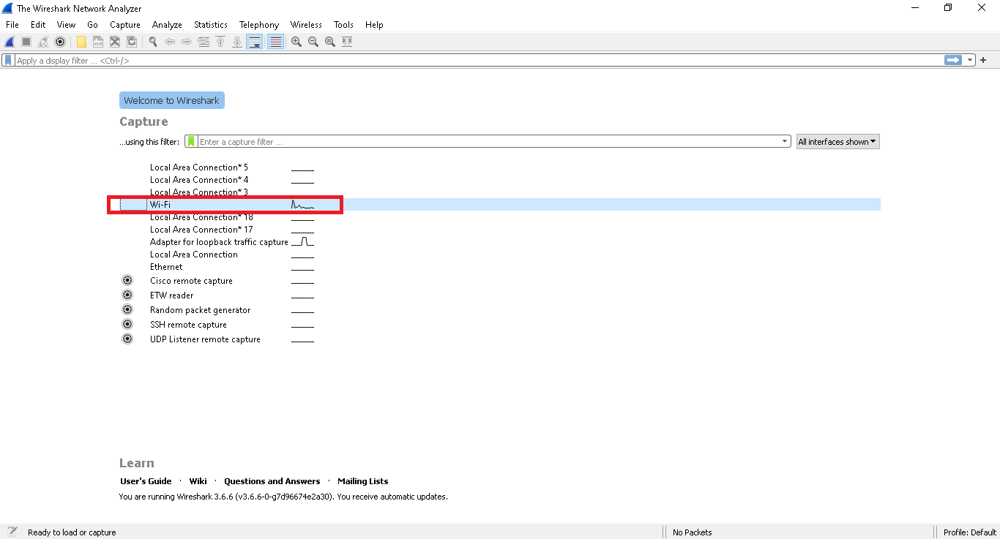 The Wireshark Network Analyzer
File Edit View Go Capture Analyze Statistics Telephony Wireless Tools Help
Apply a display filter ... <Ctrl-/>
Welcome to Wireshark
Capture
...using this filter: Enter a capture filter ... All interfaces shown
Local Area Connection* 5
Local Area Connection* 4
Local Area Connection* 3
Wi-Fi
Local Area Connection* 18
Local Area Connection* 17
Adapter for loopback traffic capture
Local Area Connection
Ethernet
Cisco remote capture
ETW reader
Random packet generator
SSH remote capture
UDP Listener remote capture
Learn
User's Guide · Wiki · Questions and Answers · Mailing Lists
You are running Wireshark 3.6.6 (v3.6.6-0-g7d96674e2a30). You receive automatic updates.
Ready to load or capture No Packets Profile: Default